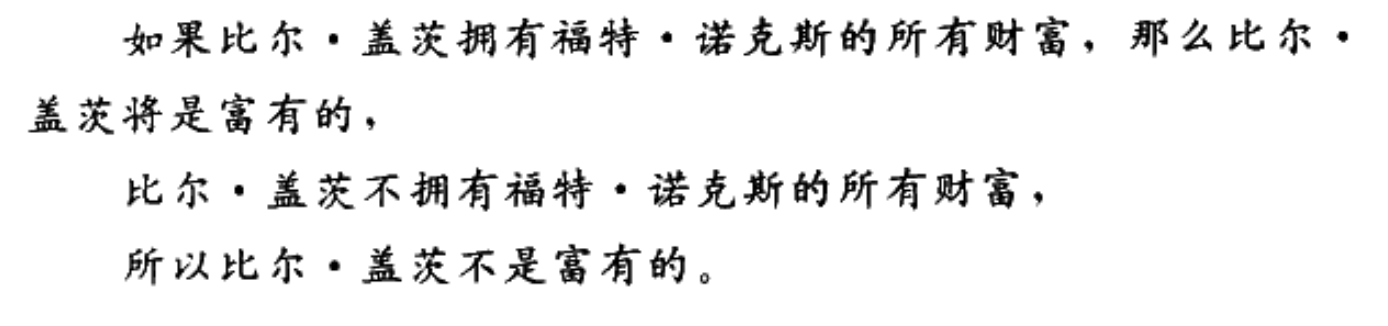 如果比尔·盖茨拥有福特·诺克斯的所有财富，那么比尔·
盖茨将是富有的，
比尔·盖茨不拥有福特·诺克斯的所有财富，
所以比尔·盖茨不是富有的。